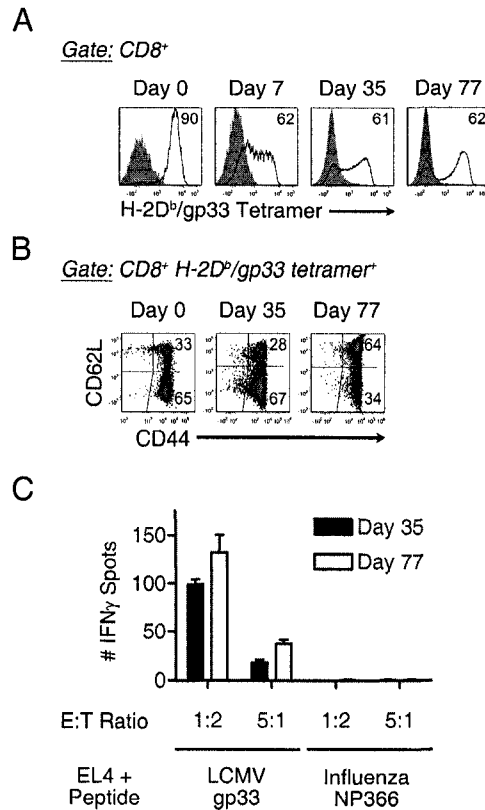 A
Gate: CD8⁺
Day 0 Day 7 Day 35 Day 77
90 62 61 62
H-2Dᵇ/gp33 Tetramer
B
Gate: CD8⁺ H-2Dᵇ/gp33 tetramer⁺
Day 0 Day 35 Day 77
33 28 64
CD62L
65 67 34
CD44
C
Day 35
Day 77
# IFNγ Spots
150
100
50
0
E:T Ratio 1:2 5:1 1:2 5:1
EL4 + Peptide
LCMV gp33
Influenza NP366